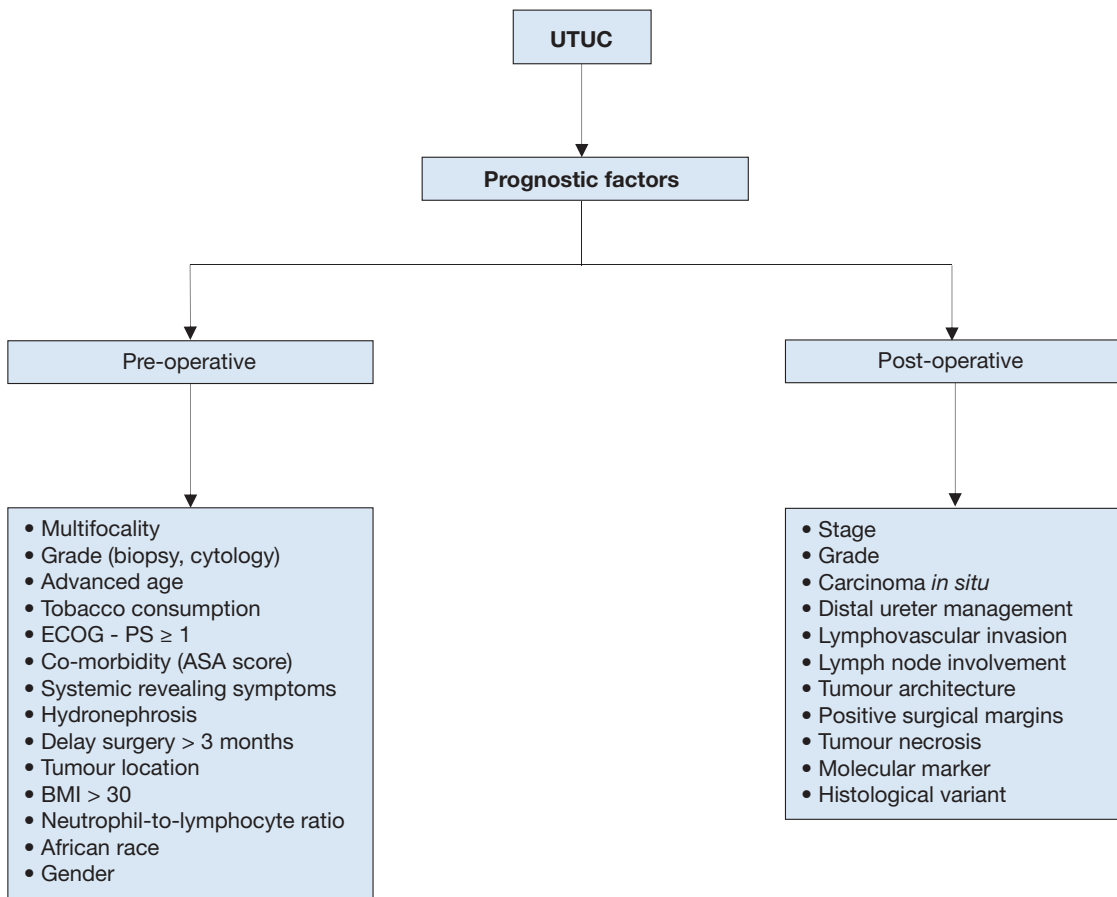 UTUC
Prognostic factors
Pre-operative
• Multifocality
• Grade (biopsy, cytology)
• Advanced age
• Tobacco consumption
• ECOG - PS ≥ 1
• Co-morbidity (ASA score)
• Systemic revealing symptoms
• Hydronephrosis
• Delay surgery > 3 months
• Tumour location
• BMI > 30
• Neutrophil-to-lymphocyte ratio
• African race
• Gender
Post-operative
• Stage
• Grade
• Carcinoma in situ
• Distal ureter management
• Lymphovascular invasion
• Lymph node involvement
• Tumour architecture
• Positive surgical margins
• Tumour necrosis
• Molecular marker
• Histological variant